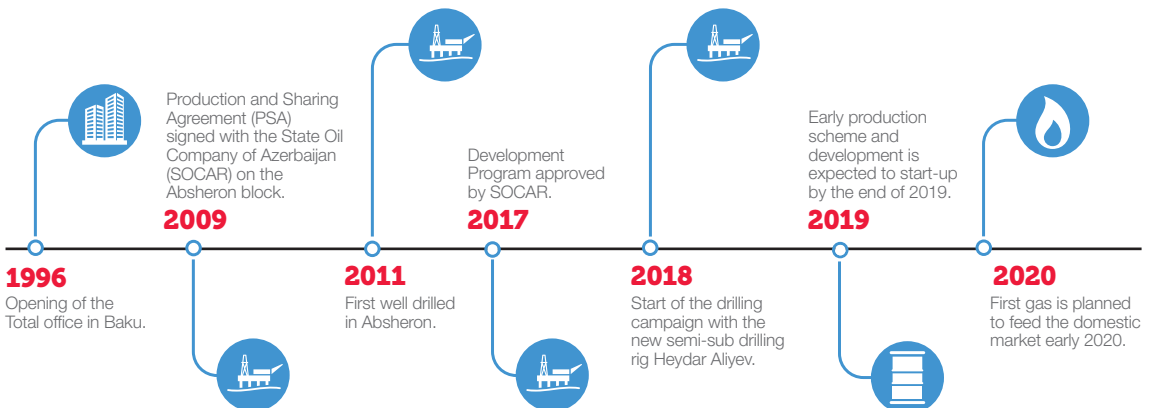 1996
Opening of the
Total office in Baku.
Production and Sharing
Agreement (PSA)
signed with the State Oil
Company of Azerbaijan
(SOCAR) on the
Absheron block.
2009
2011
First well drilled
in Absheron.
Development
Program approved
by SOCAR.
2017
2018
Start of the drilling
campaign with the
new semi-sub drilling
rig Heydar Aliyev.
Early production
scheme and
development is
expected to start-up
by the end of 2019.
2019
2020
First gas is planned
to feed the domestic
market early 2020.